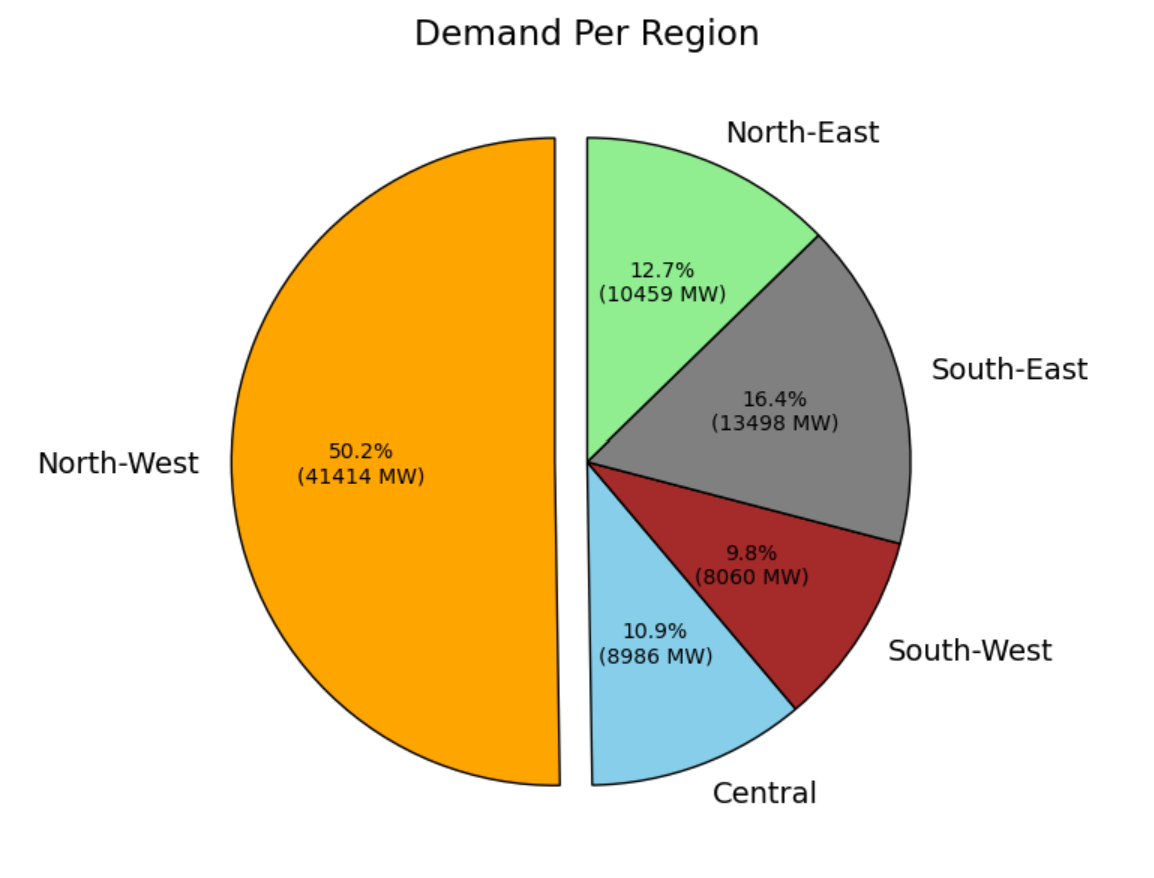 Demand Per Region
North-East
12.7%
(10459 MW)
South-East
16.4%
(13498 MW)
North-West
50.2%
(41414 MW)
9.8%
(8060 MW)
South-West
10.9%
(8986 MW)
Central